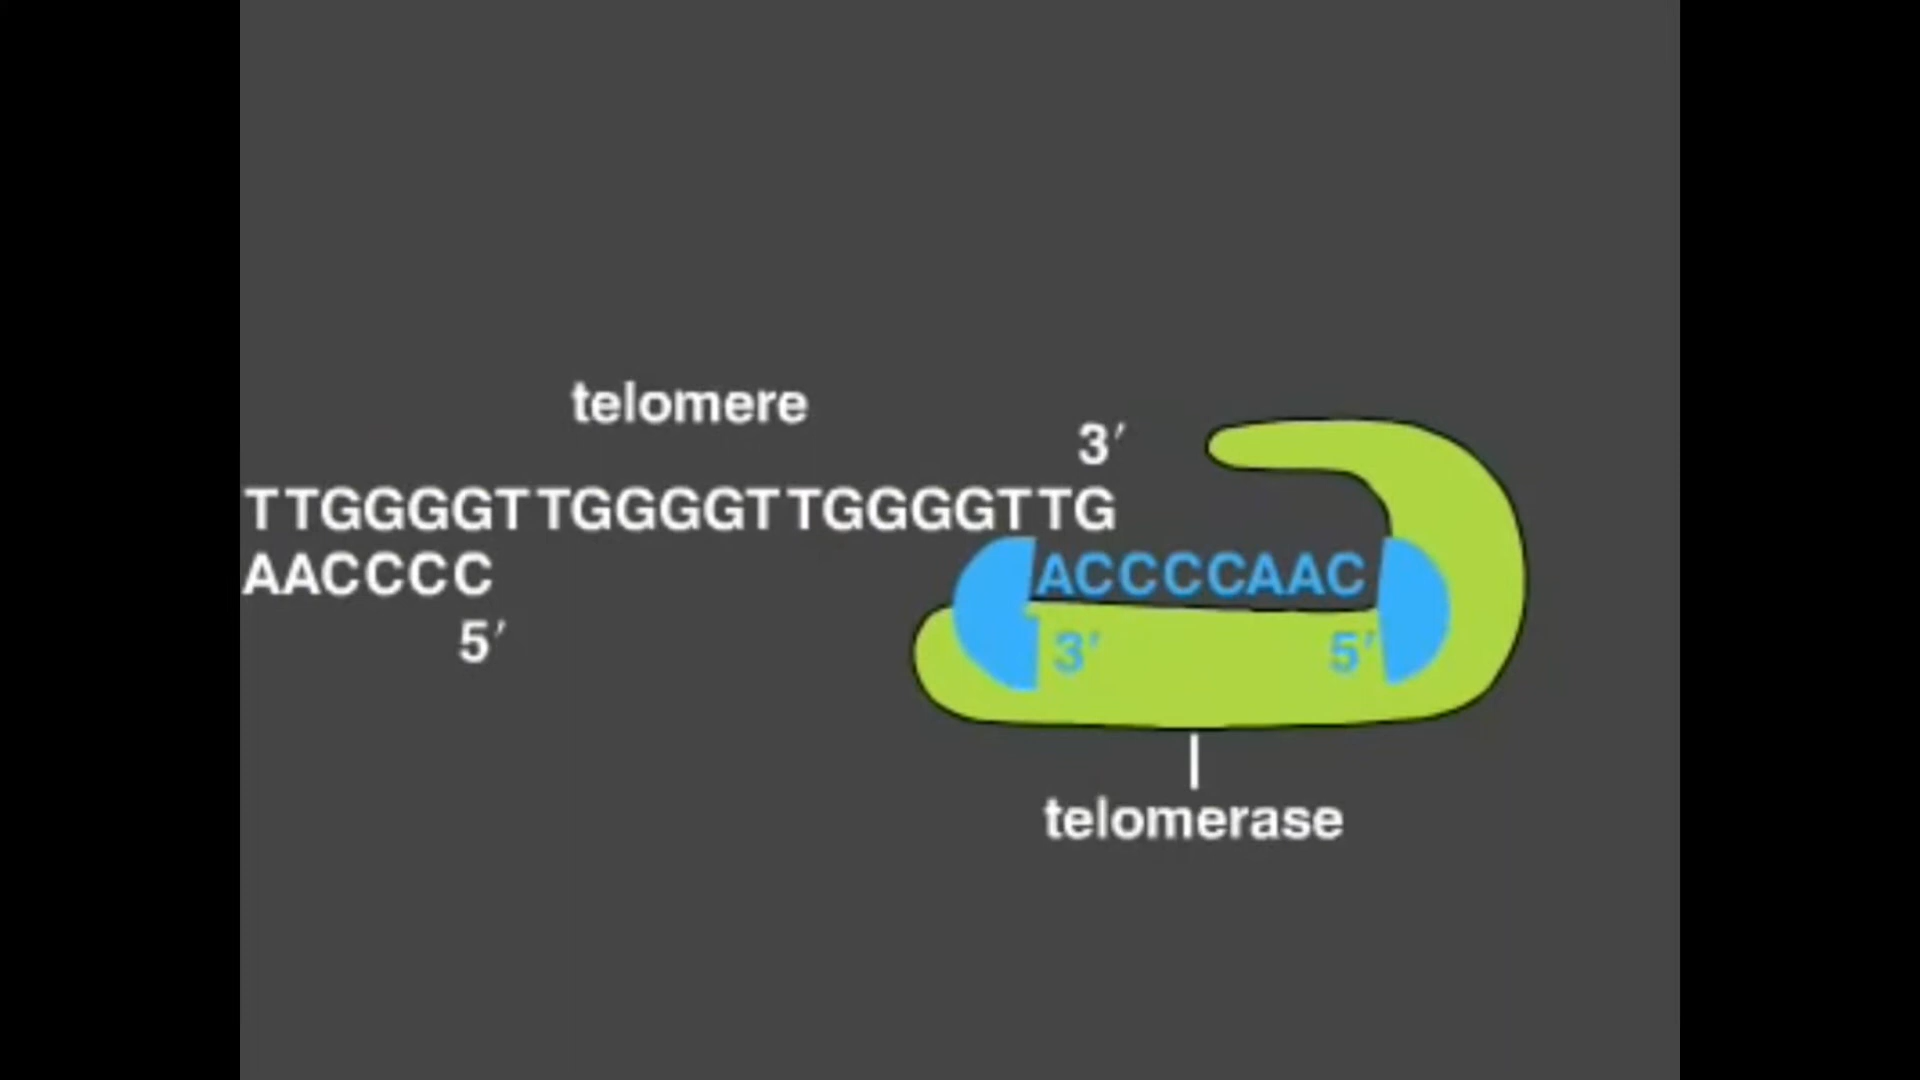 telomere
3′
TTGGGGTTGGGGTTGGGGTTG
AACCCC
ACCCCAAC
5′
3′
5′
telomerase